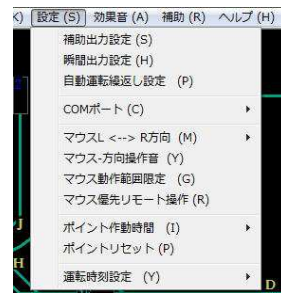 K) 設定 (S) 効果音 (A) 補助 (R) ヘルプ (H)
補助出力設定 (S)
瞬間出力設定 (H)
自動運転繰返し設定 (P)
COMポート (C)
マウスL <--> R方向 (M)
マウス-方向操作音 (Y)
マウス動作範囲限定 (G)
マウス優先リモート操作 (R)
ポイント作動時間 (I)
ポイントリセット (P)
運転時刻設定 (Y)
2
J
H
D